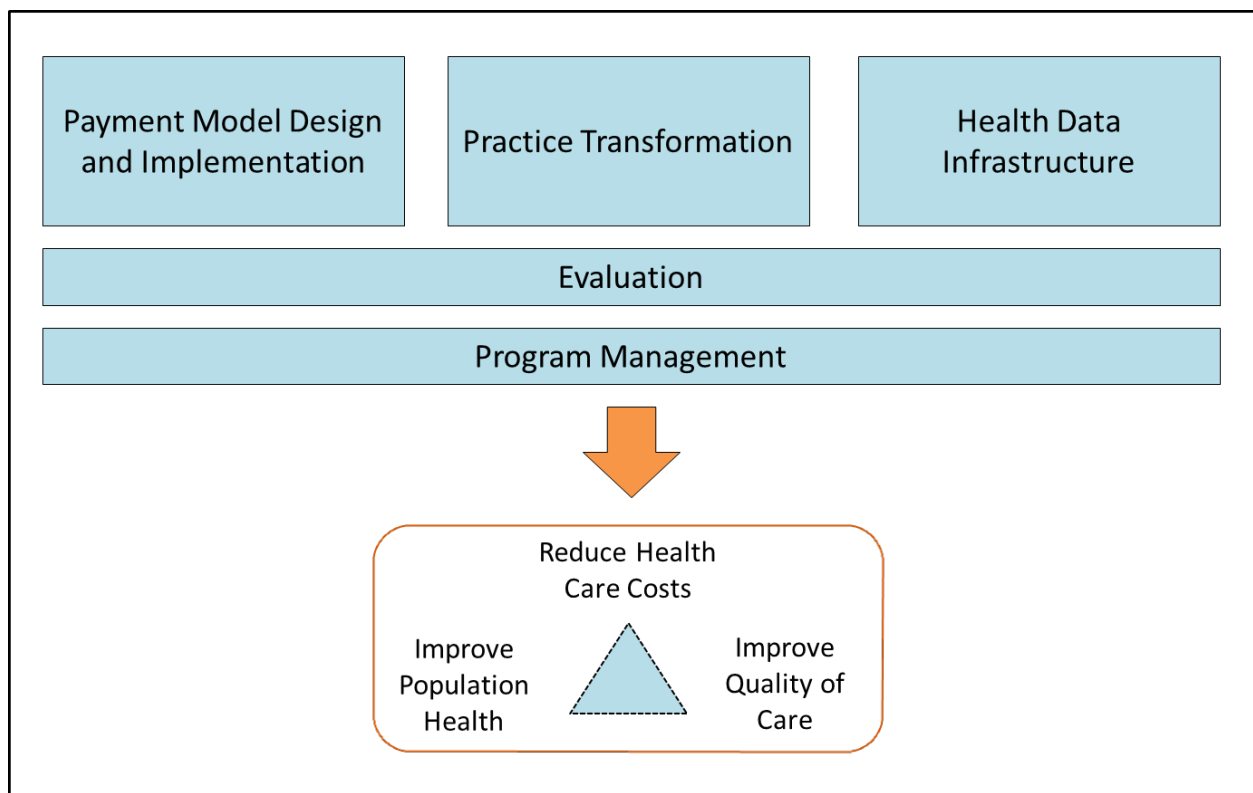 Payment Model Design
and Implementation
Practice Transformation
Health Data
Infrastructure
Evaluation
Program Management
Reduce Health
Care Costs
Improve
Population
Health
Improve
Quality of
Care